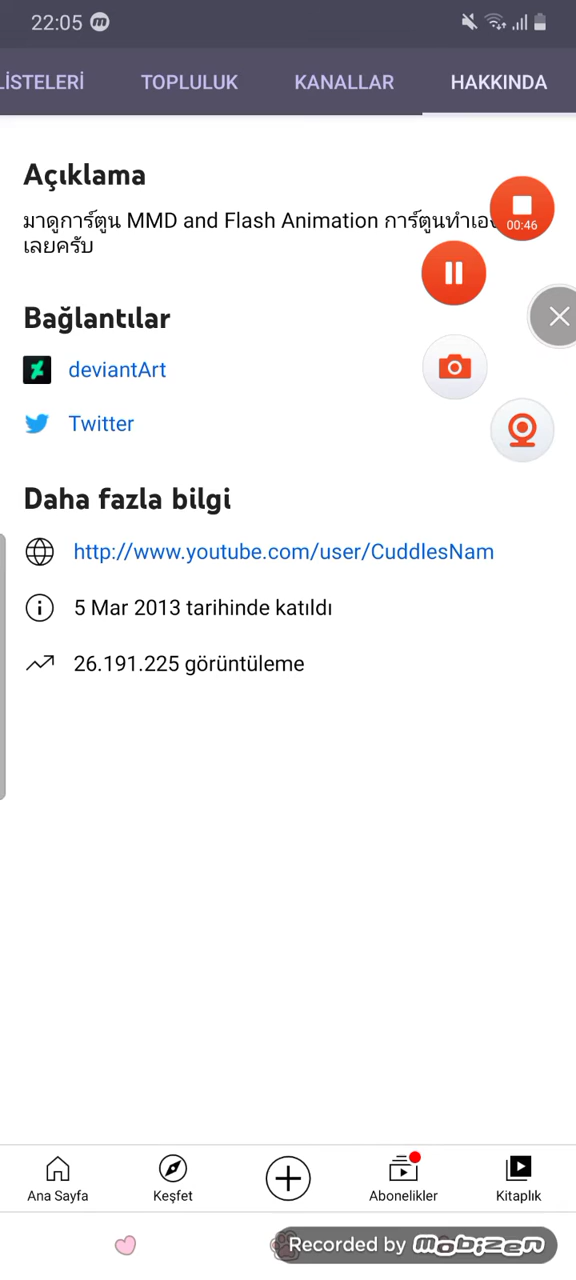 22:05
LİSTELERİ TOPLULUK KANALLAR HAKKINDA
Açıklama
มาดูการ์ตูน MMD and Flash Animation การ์ตูนทำเอง
เลยครับ
00:46
Bağlantılar
deviantArt
Twitter
Daha fazla bilgi
http://www.youtube.com/user/CuddlesNam
5 Mar 2013 tarihinde katıldı
26.191.225 görüntüleme
Ana Sayfa Keşfet Abonelikler Kitaplık
Recorded by mobizen